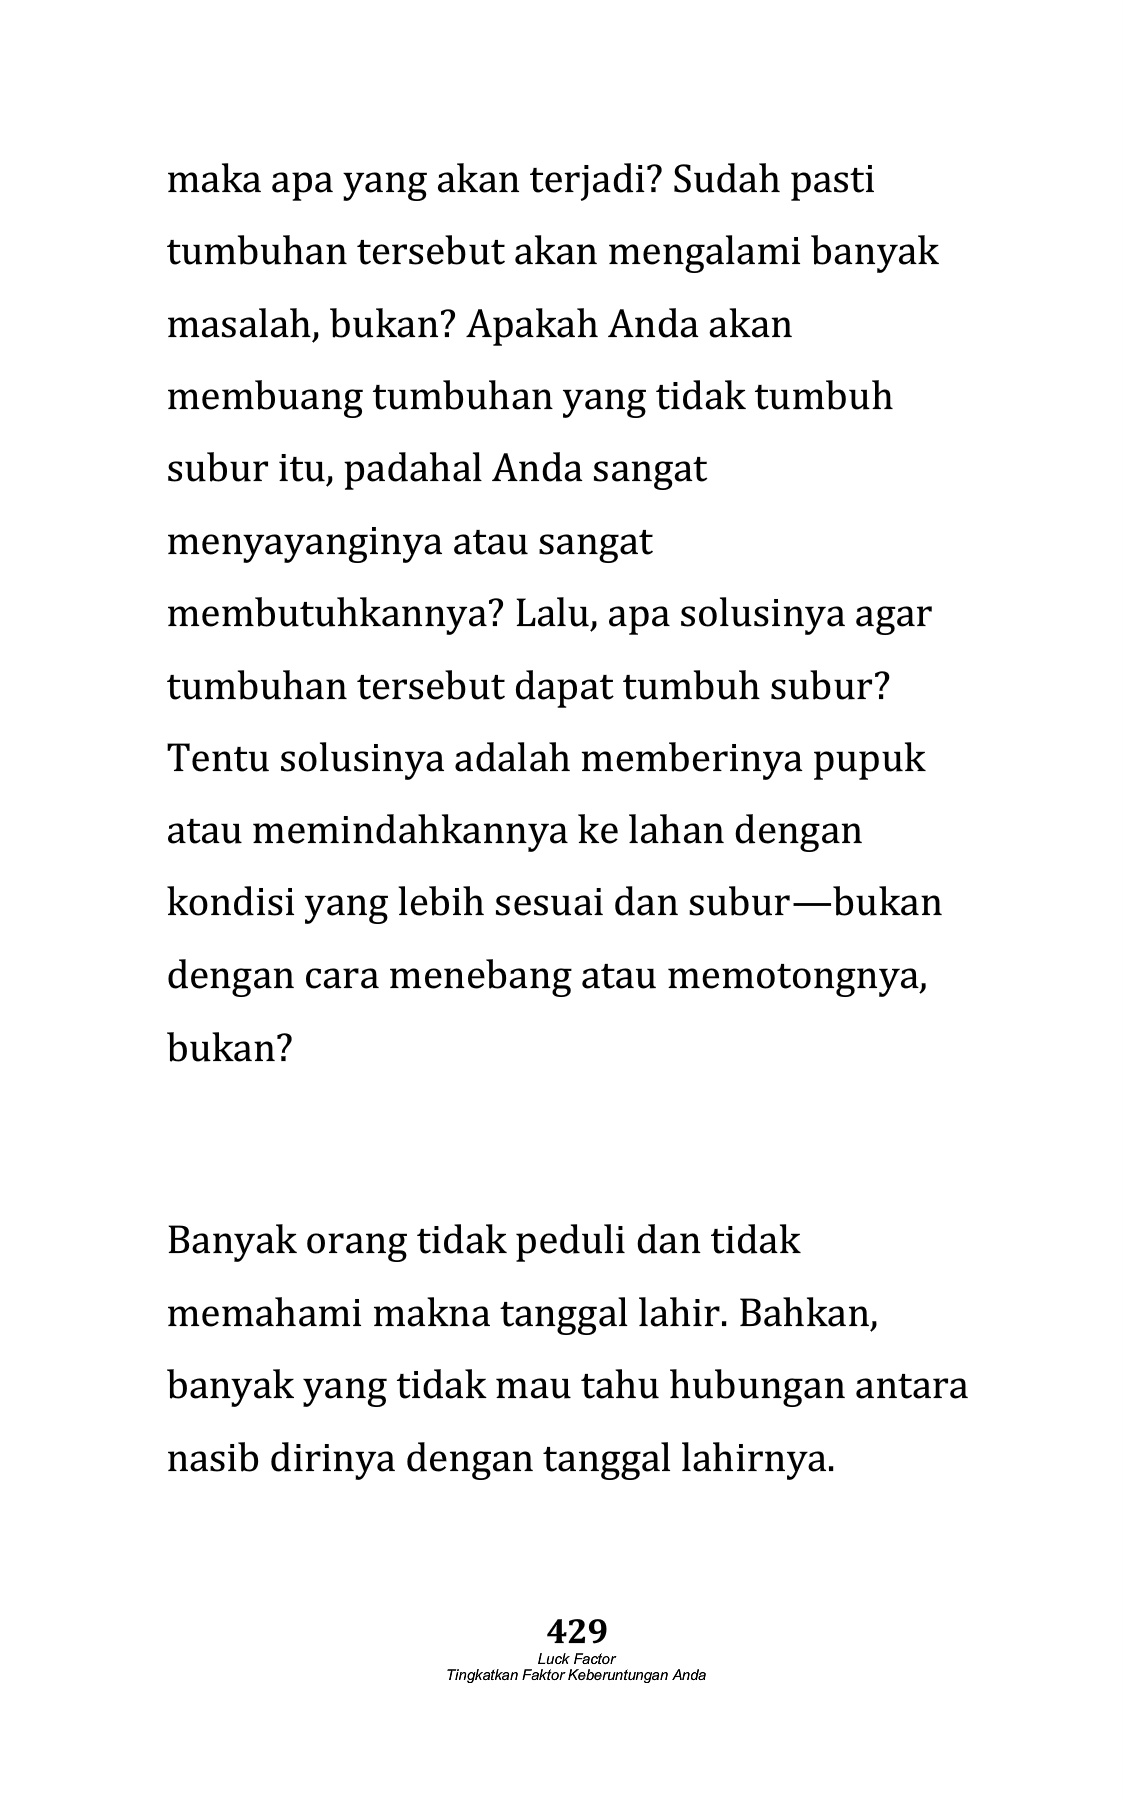 maka apa yang akan terjadi? Sudah pasti
tumbuhan tersebut akan mengalami banyak
masalah, bukan? Apakah Anda akan
membuang tumbuhan yang tidak tumbuh
subur itu, padahal Anda sangat
menyayanginya atau sangat
membutuhkannya? Lalu, apa solusinya agar
tumbuhan tersebut dapat tumbuh subur?
Tentu solusinya adalah memberinya pupuk
atau memindahkannya ke lahan dengan
kondisi yang lebih sesuai dan subur—bukan
dengan cara menebang atau memotongnya,
bukan?
Banyak orang tidak peduli dan tidak
memahami makna tanggal lahir. Bahkan,
banyak yang tidak mau tahu hubungan antara
nasib dirinya dengan tanggal lahirnya.
429
Luck Factor
Tingkatkan Faktor Keberuntungan Anda